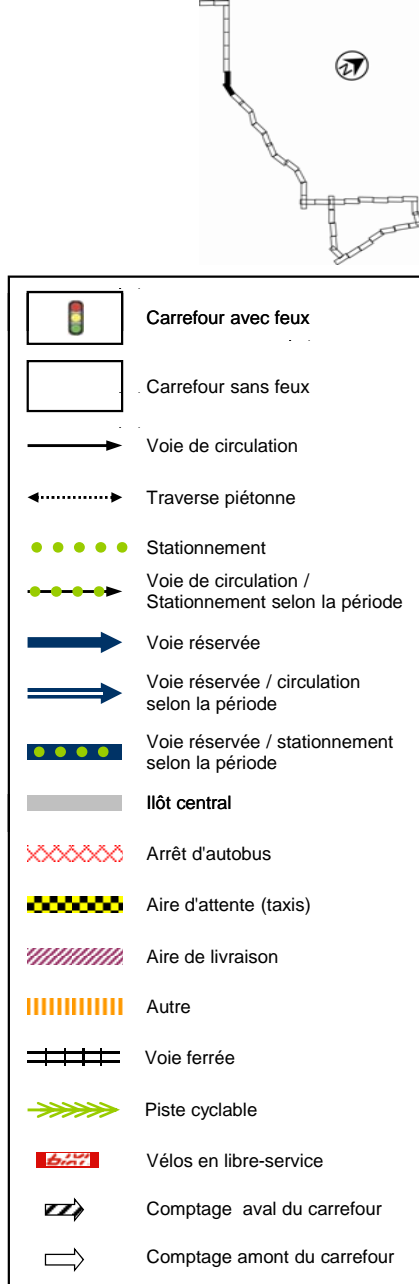 N
Carrefour avec feux
Carrefour sans feux
Voie de circulation
Traverse piétonne
Stationnement
Voie de circulation /
Stationnement selon la période
Voie réservée
Voie réservée / circulation
selon la période
Voie réservée / stationnement
selon la période
Ilôt central
Arrêt d'autobus
Aire d'attente (taxis)
Aire de livraison
Autre
Voie ferrée
Piste cyclable
Vélos en libre-service
Comptage aval du carrefour
Comptage amont du carrefour